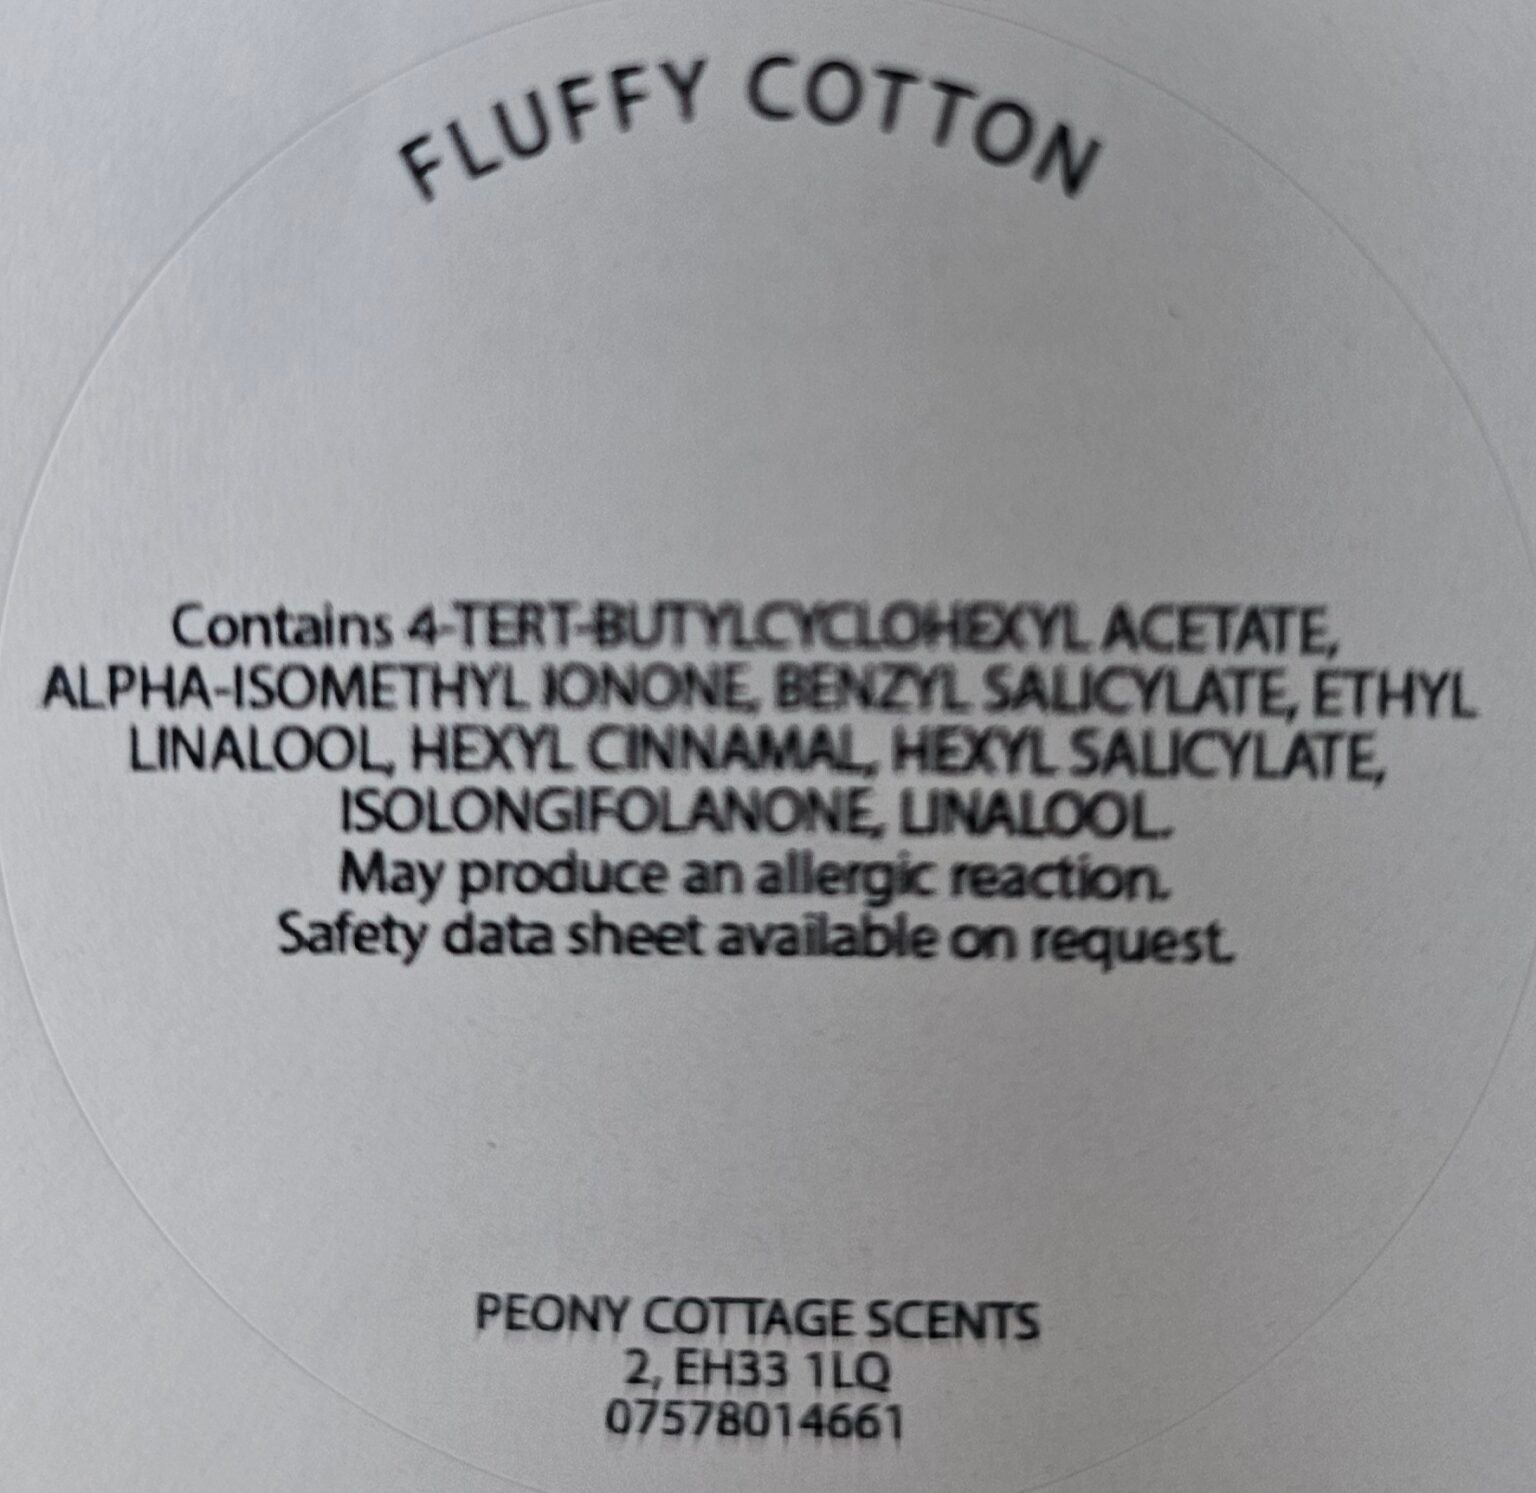 FLUFFY COTTON
Contains 4-TERT-BUTYLCYCLOHEXYL ACETATE,
ALPHA-ISOMETHYL IONONE, BENZYL SALICYLATE, ETHYL
LINALOOL, HEXYL CINNAMAL, HEXYL SALICYLATE,
ISOLONGIFOLANONE, LINALOOL.
May produce an allergic reaction.
Safety data sheet available on request.
PEONY COTTAGE SCENTS
2, EH33 1LQ
07578014661